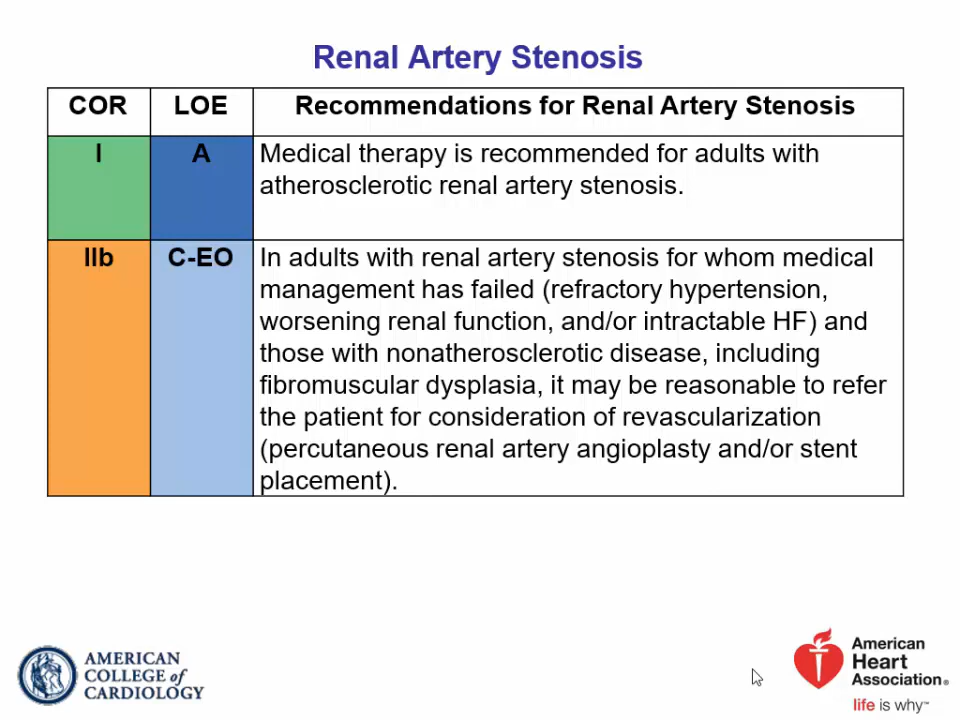 Renal Artery Stenosis
COR LOE Recommendations for Renal Artery Stenosis
I A Medical therapy is recommended for adults with
atherosclerotic renal artery stenosis.
IIb C-EO In adults with renal artery stenosis for whom medical
management has failed (refractory hypertension,
worsening renal function, and/or intractable HF) and
those with nonatherosclerotic disease, including
fibromuscular dysplasia, it may be reasonable to refer
the patient for consideration of revascularization
(percutaneous renal artery angioplasty and/or stent
placement).
AMERICAN
COLLEGE of
CARDIOLOGY
American
Heart
Association®
life is why™